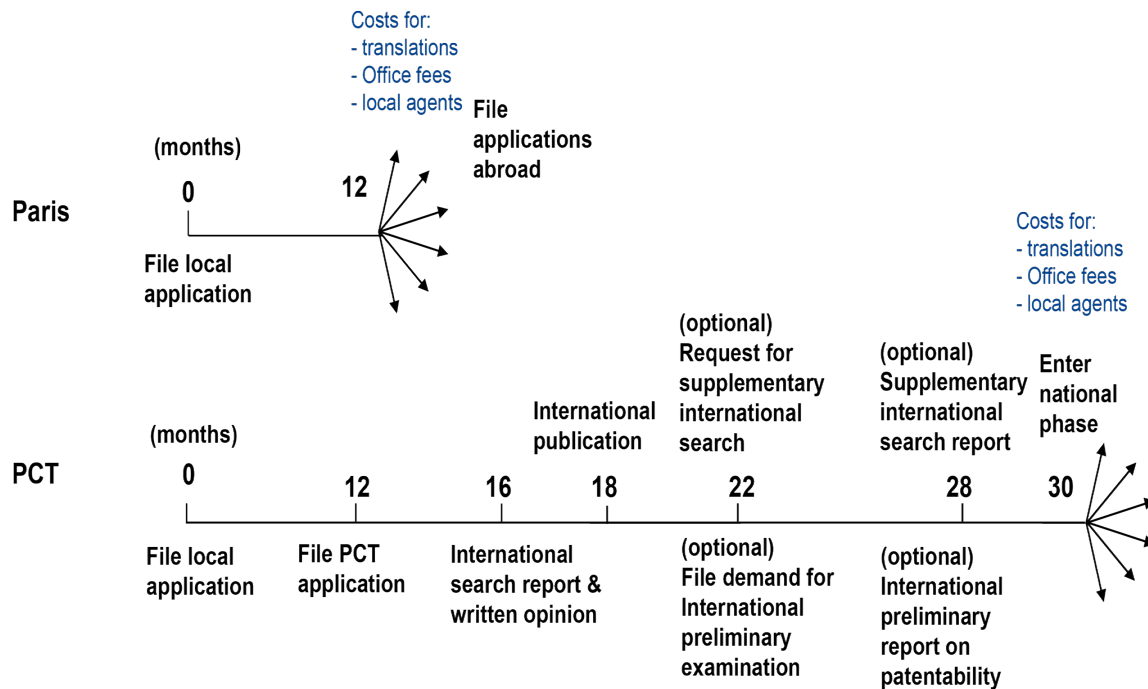 Costs for:
- translations
- Office fees
- local agents
File
applications
abroad
(months)
0
12
Paris
File local
application
Costs for:
- translations
- Office fees
- local agents
(optional)
Request for
supplementary
international
search
(optional)
Supplementary
international
search report
Enter
national
phase
International
publication
(months)
PCT
0
12
16
18
22
28
30
File local
application
File PCT
application
International
search report &
written opinion
(optional)
File demand for
International
preliminary
examination
(optional)
International
preliminary
report on
patentability